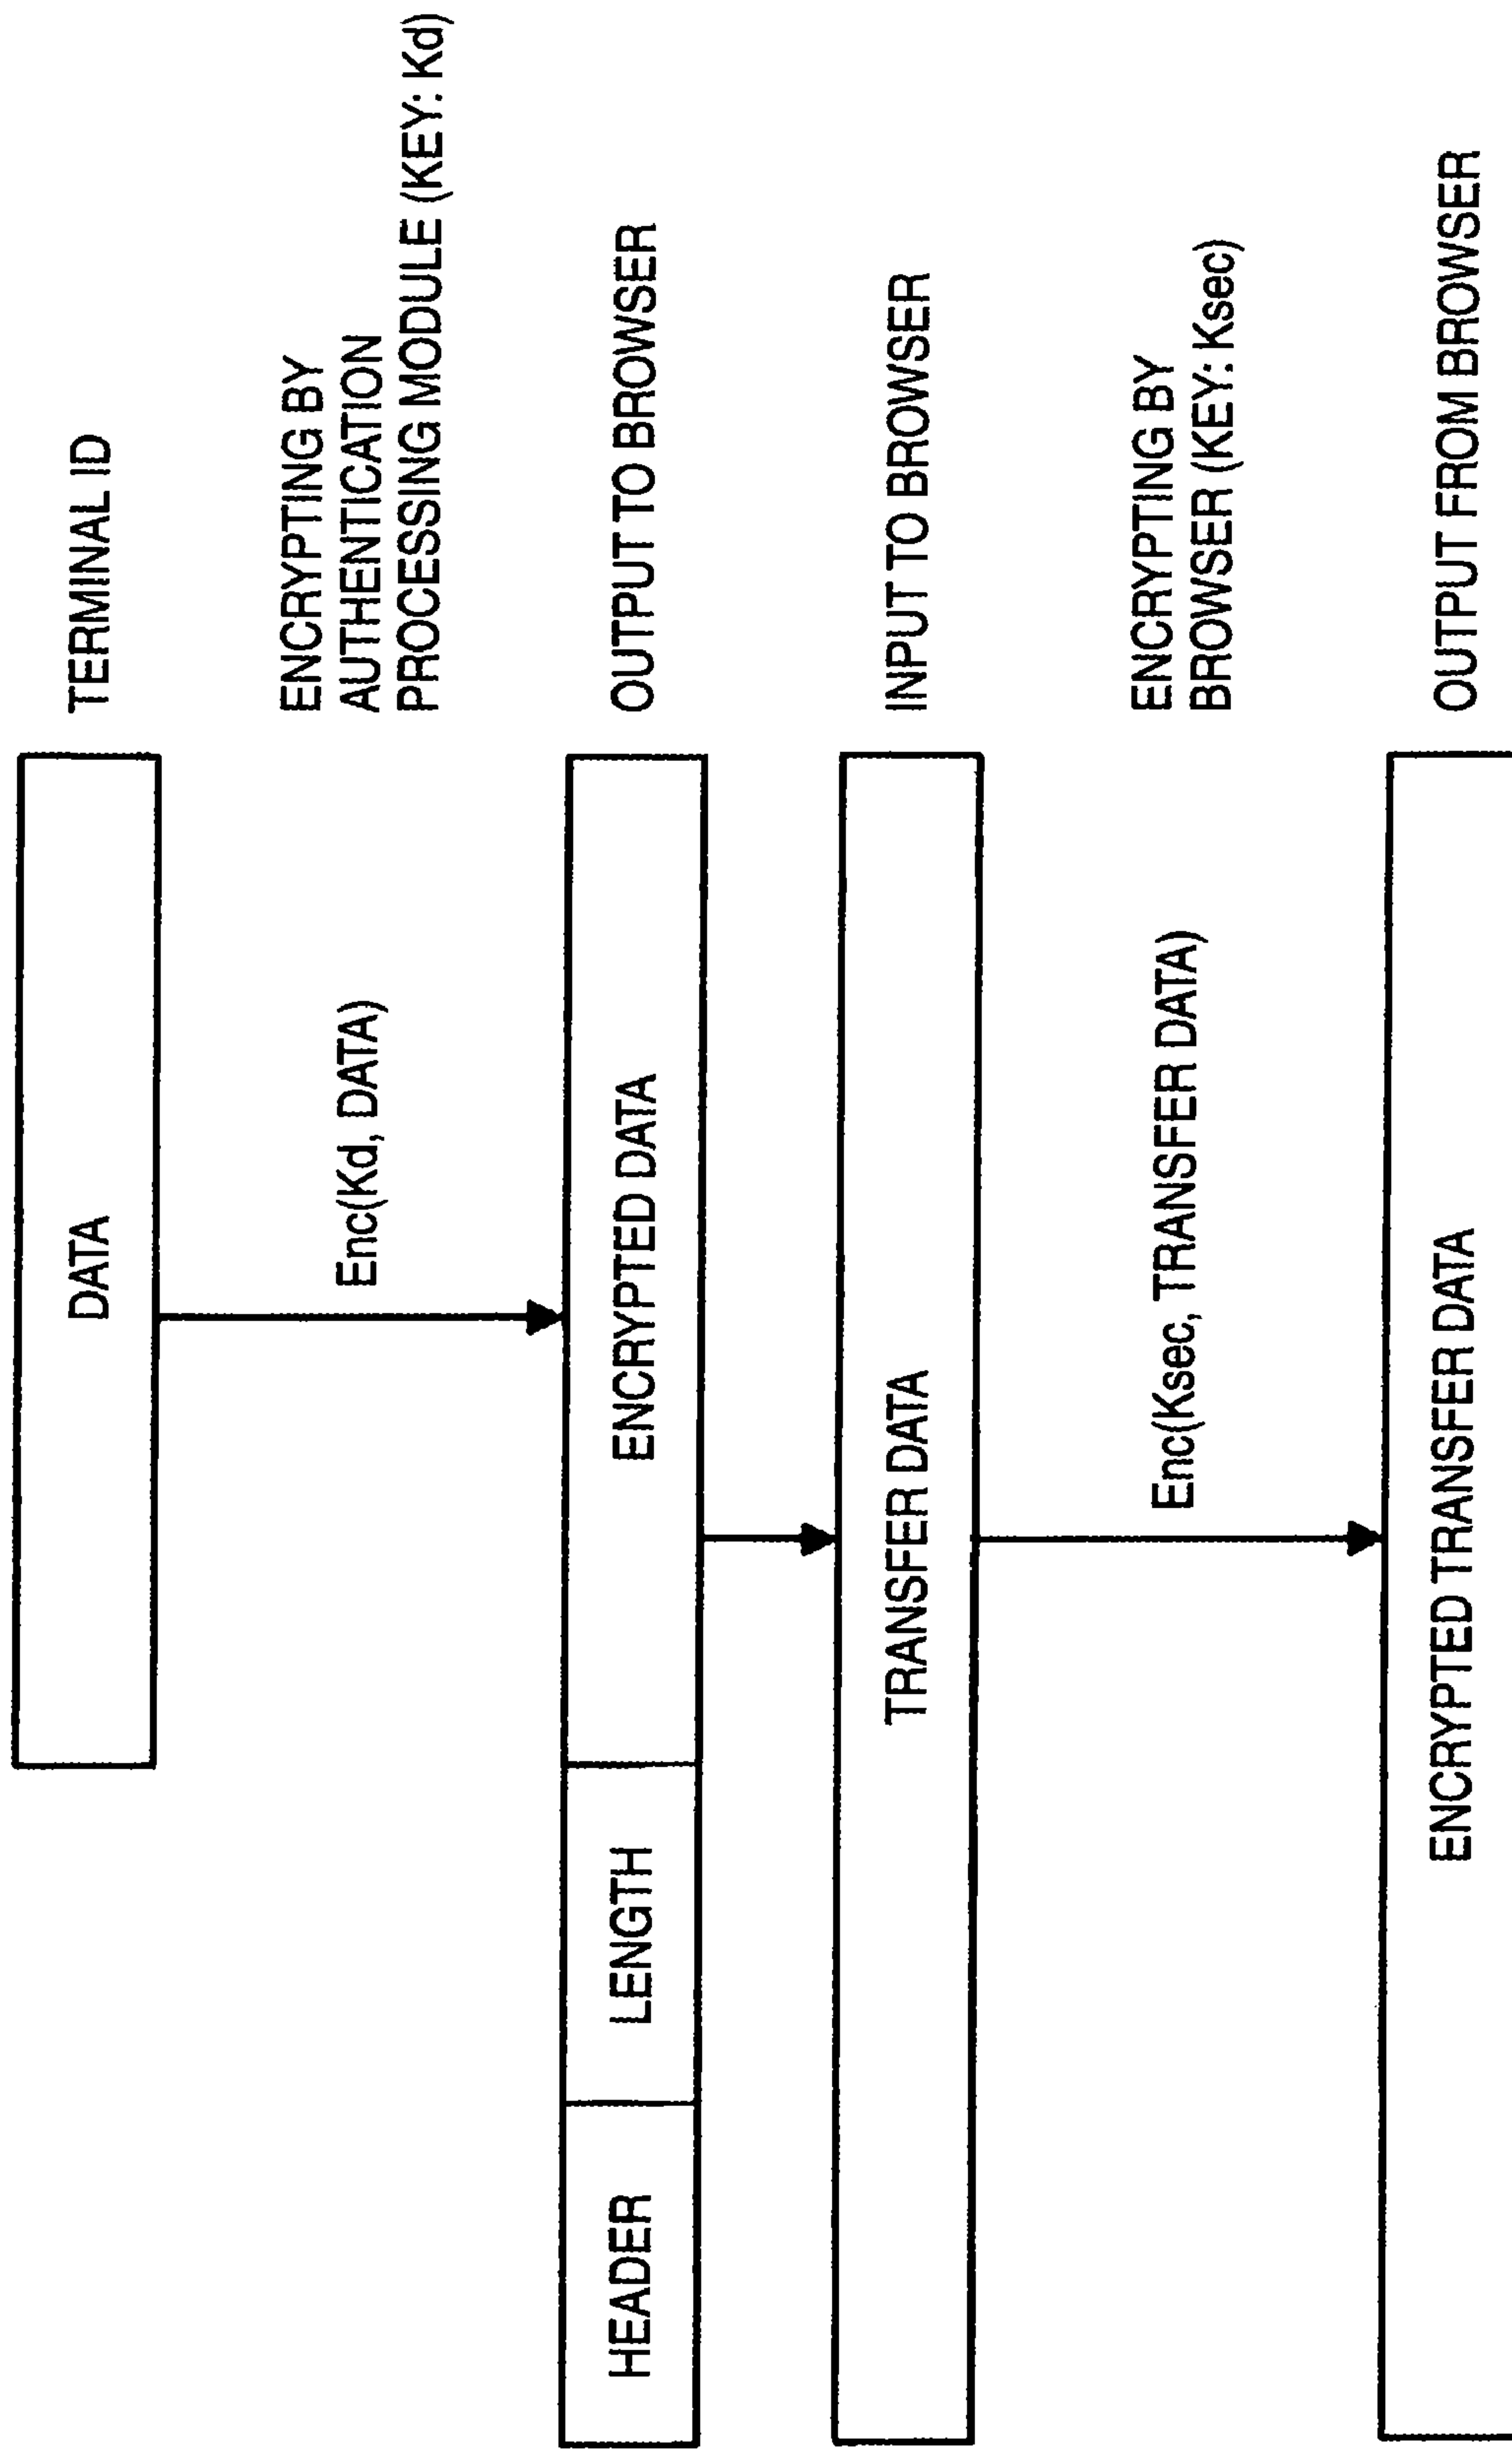 DATA
TERMINAL ID
Enc(Kd, DATA)
ENCRYPTING BY
AUTHENTICATION
PROCESSING MODULE (KEY: Kd)
HEADER
LENGTH
ENCRYPTED DATA
OUTPUT TO BROWSER
TRANSFER DATA
INPUT TO BROWSER
Enc(Ksec, TRANSFER DATA)
ENCRYPTING BY
BROWSER (KEY: Ksec)
ENCRYPTED TRANSFER DATA
OUTPUT FROM BROWSER